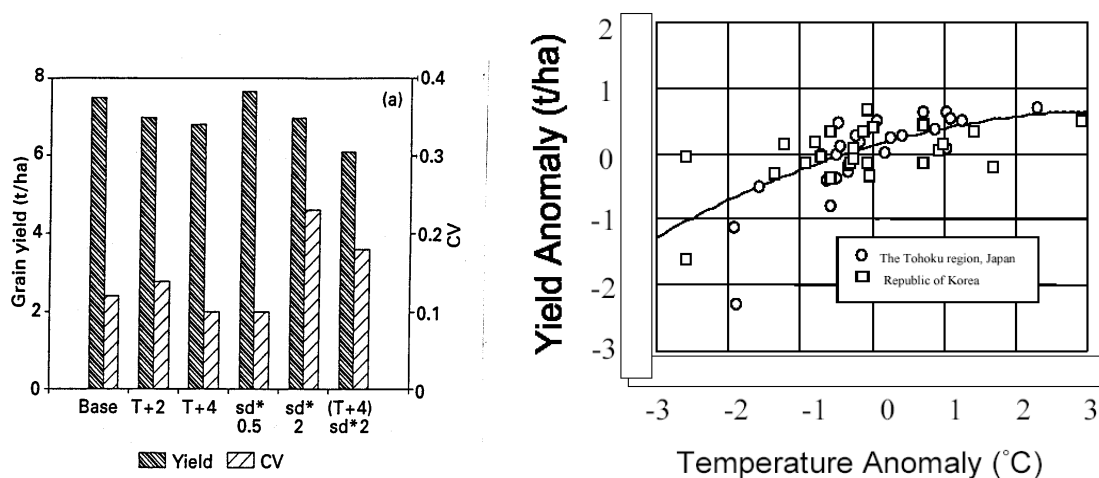 8
6
4
2
0
Grain yield (t/ha)
(a)
0.4
0.3
0.2
0.1
0
CV
Base T+2 T+4 sd* sd* (T+4)
0.5 2 sd*2
Yield CV
Yield Anomaly (t/ha)
2
1
0
-1
-2
-3
The Tohoku region, Japan
Republic of Korea
-3 -2 -1 0 1 2 3
Temperature Anomaly (°C)